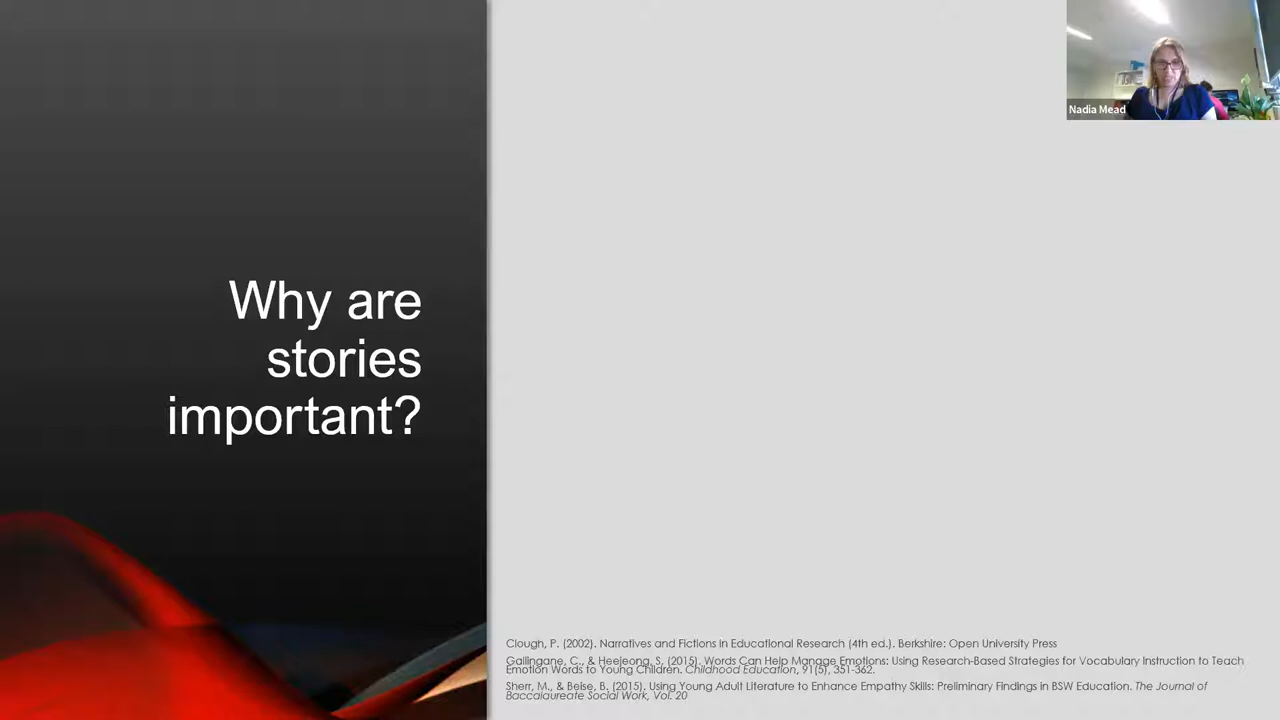 Nadia Mead
Why are
stories
important?
Clough, P. (2002). Narratives and Fictions in Educational Research (4th ed.). Berkshire: Open University Press
Gallingane, C., & Heejeong, S. (2015). Words Can Help Manage Emotions: Using Research-Based Strategies for Vocabulary Instruction to Teach
Emotion Words to Young Children. Childhood Education, 91(5), 351-362.
Sherr, M., & Beise, B. (2015). Using Young Adult Literature to Enhance Empathy Skills: Preliminary Findings in BSW Education. The Journal of
Baccalaureate Social Work, Vol. 20